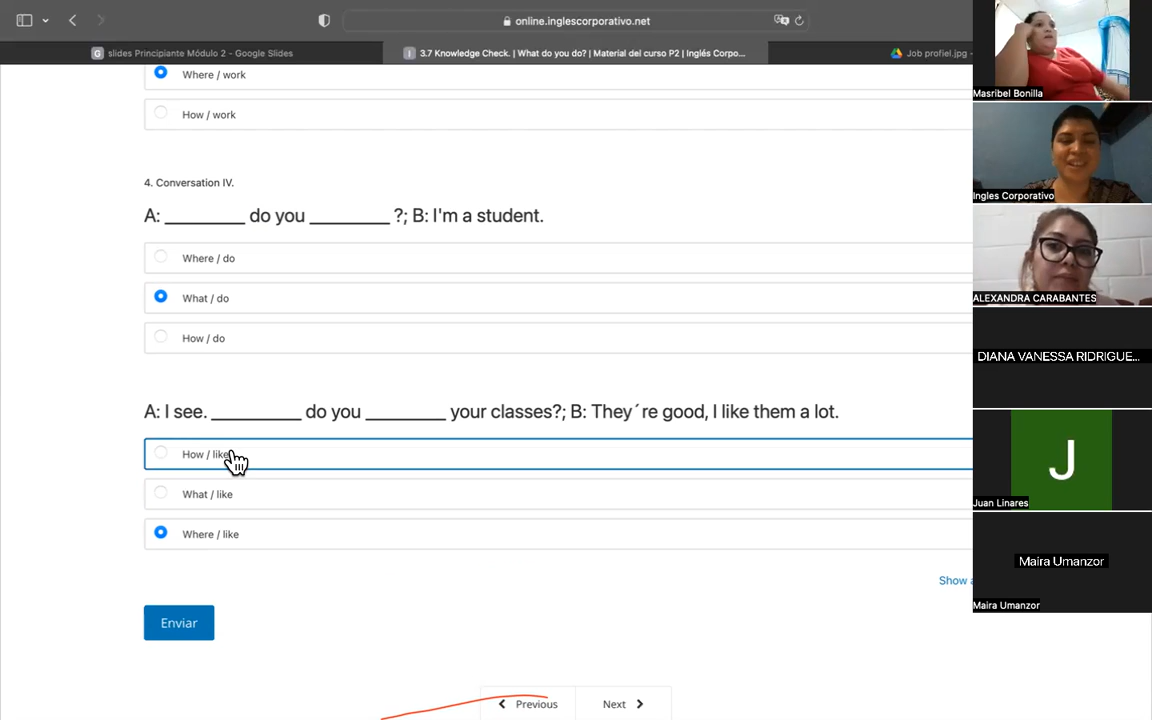 online.inglescorporativo.net
slides Principiante Módulo 2 - Google Slides
3.7 Knowledge Check. | What do you do? | Material del curso P2 | Inglés Corpo...
Job profiel.jpg -
Where / work
How / work
4. Conversation IV.
A: ________ do you ________ ?; B: I'm a student.
Where / do
What / do
How / do
A: I see. _________ do you ________ your classes?; B: They´re good, I like them a lot.
How / like
What / like
Where / like
Show a
Enviar
Previous
Next
Masribel Bonilla
Ingles Corporativo
ALEXANDRA CARABANTES
DIANA VANESSA RIDRIGUE...
J
Juan Linares
Maira Umanzor
Maira Umanzor